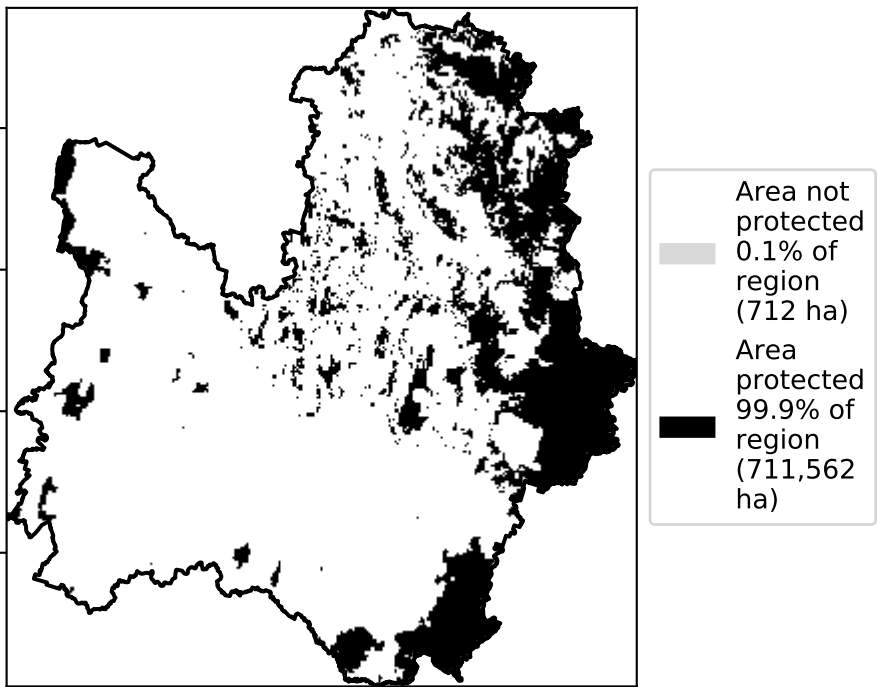 Area not
protected
0.1% of
region
(712 ha)
Area
protected
99.9% of
region
(711,562
ha)